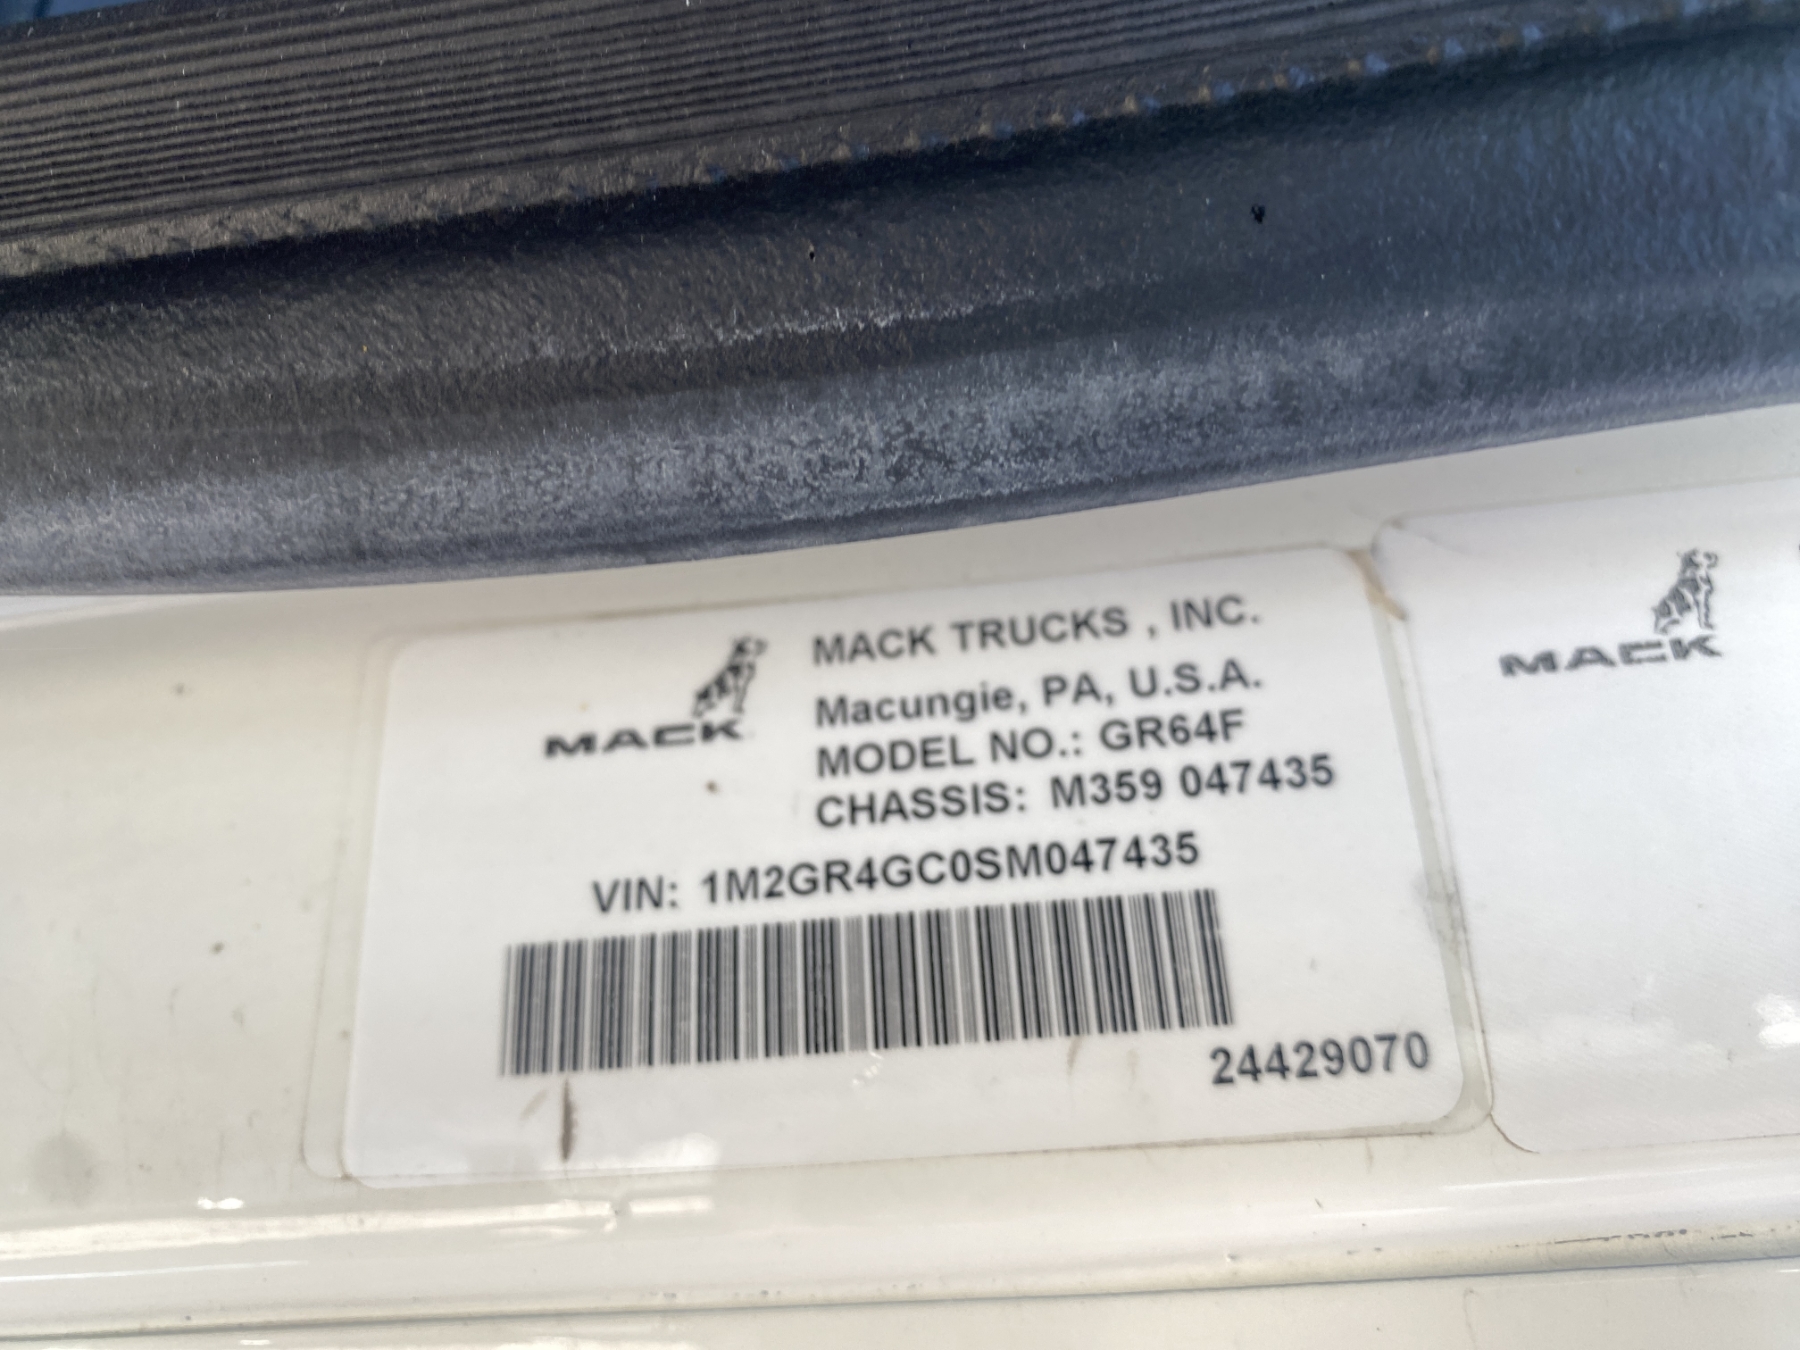 MACK
MACK TRUCKS , INC.
Macungie, PA, U.S.A.
MODEL NO.: GR64F
CHASSIS: M359 047435
VIN: 1M2GR4GC0SM047435
24429070
MACK